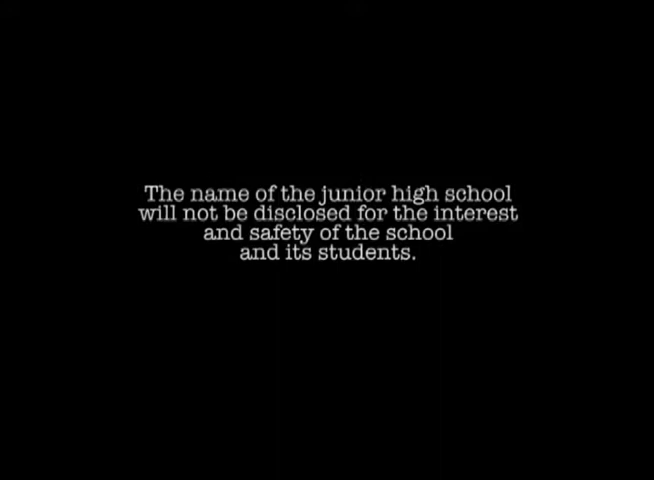 The name of the junior high school
will not be disclosed for the interest
and safety of the school
and its students.